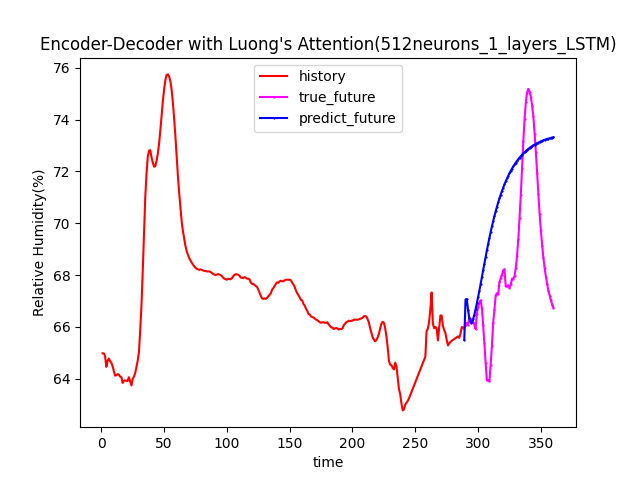 Encoder-Decoder with Luong's Attention(512neurons_1_layers_LSTM)
history
true_future
predict_future
Relative Humidity(%)
76
74
72
70
68
66
64
0 50 100 150 200 250 300 350
time